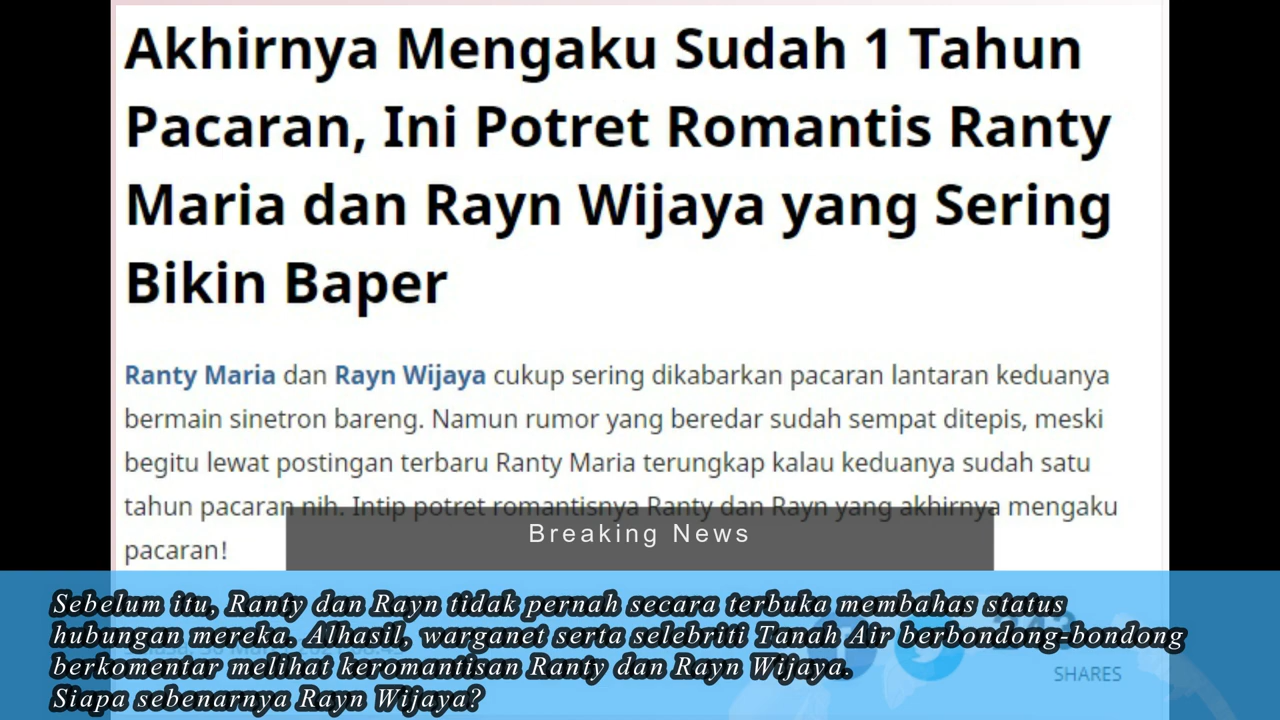 Akhirnya Mengaku Sudah 1 Tahun
Pacaran, Ini Potret Romantis Ranty
Maria dan Rayn Wijaya yang Sering
Bikin Baper
Ranty Maria dan Rayn Wijaya cukup sering dikabarkan pacaran lantaran keduanya
bermain sinetron bareng. Namun rumor yang beredar sudah sempat ditepis, meski
begitu lewat postingan terbaru Ranty Maria terungkap kalau keduanya sudah satu
tahun pacaran nih. Intip potret romantisnya Ranty dan Rayn yang akhirnya mengaku
pacaran!
Breaking News
Sebelum itu, Ranty dan Rayn tidak pernah secara terbuka membahas status
hubungan mereka. Alhasil, warganet serta selebriti Tanah Air berbondong-bondong
berkomentar melihat keromantisan Ranty dan Rayn Wijaya.
SHARES
Siapa sebenarnya Rayn Wijaya?